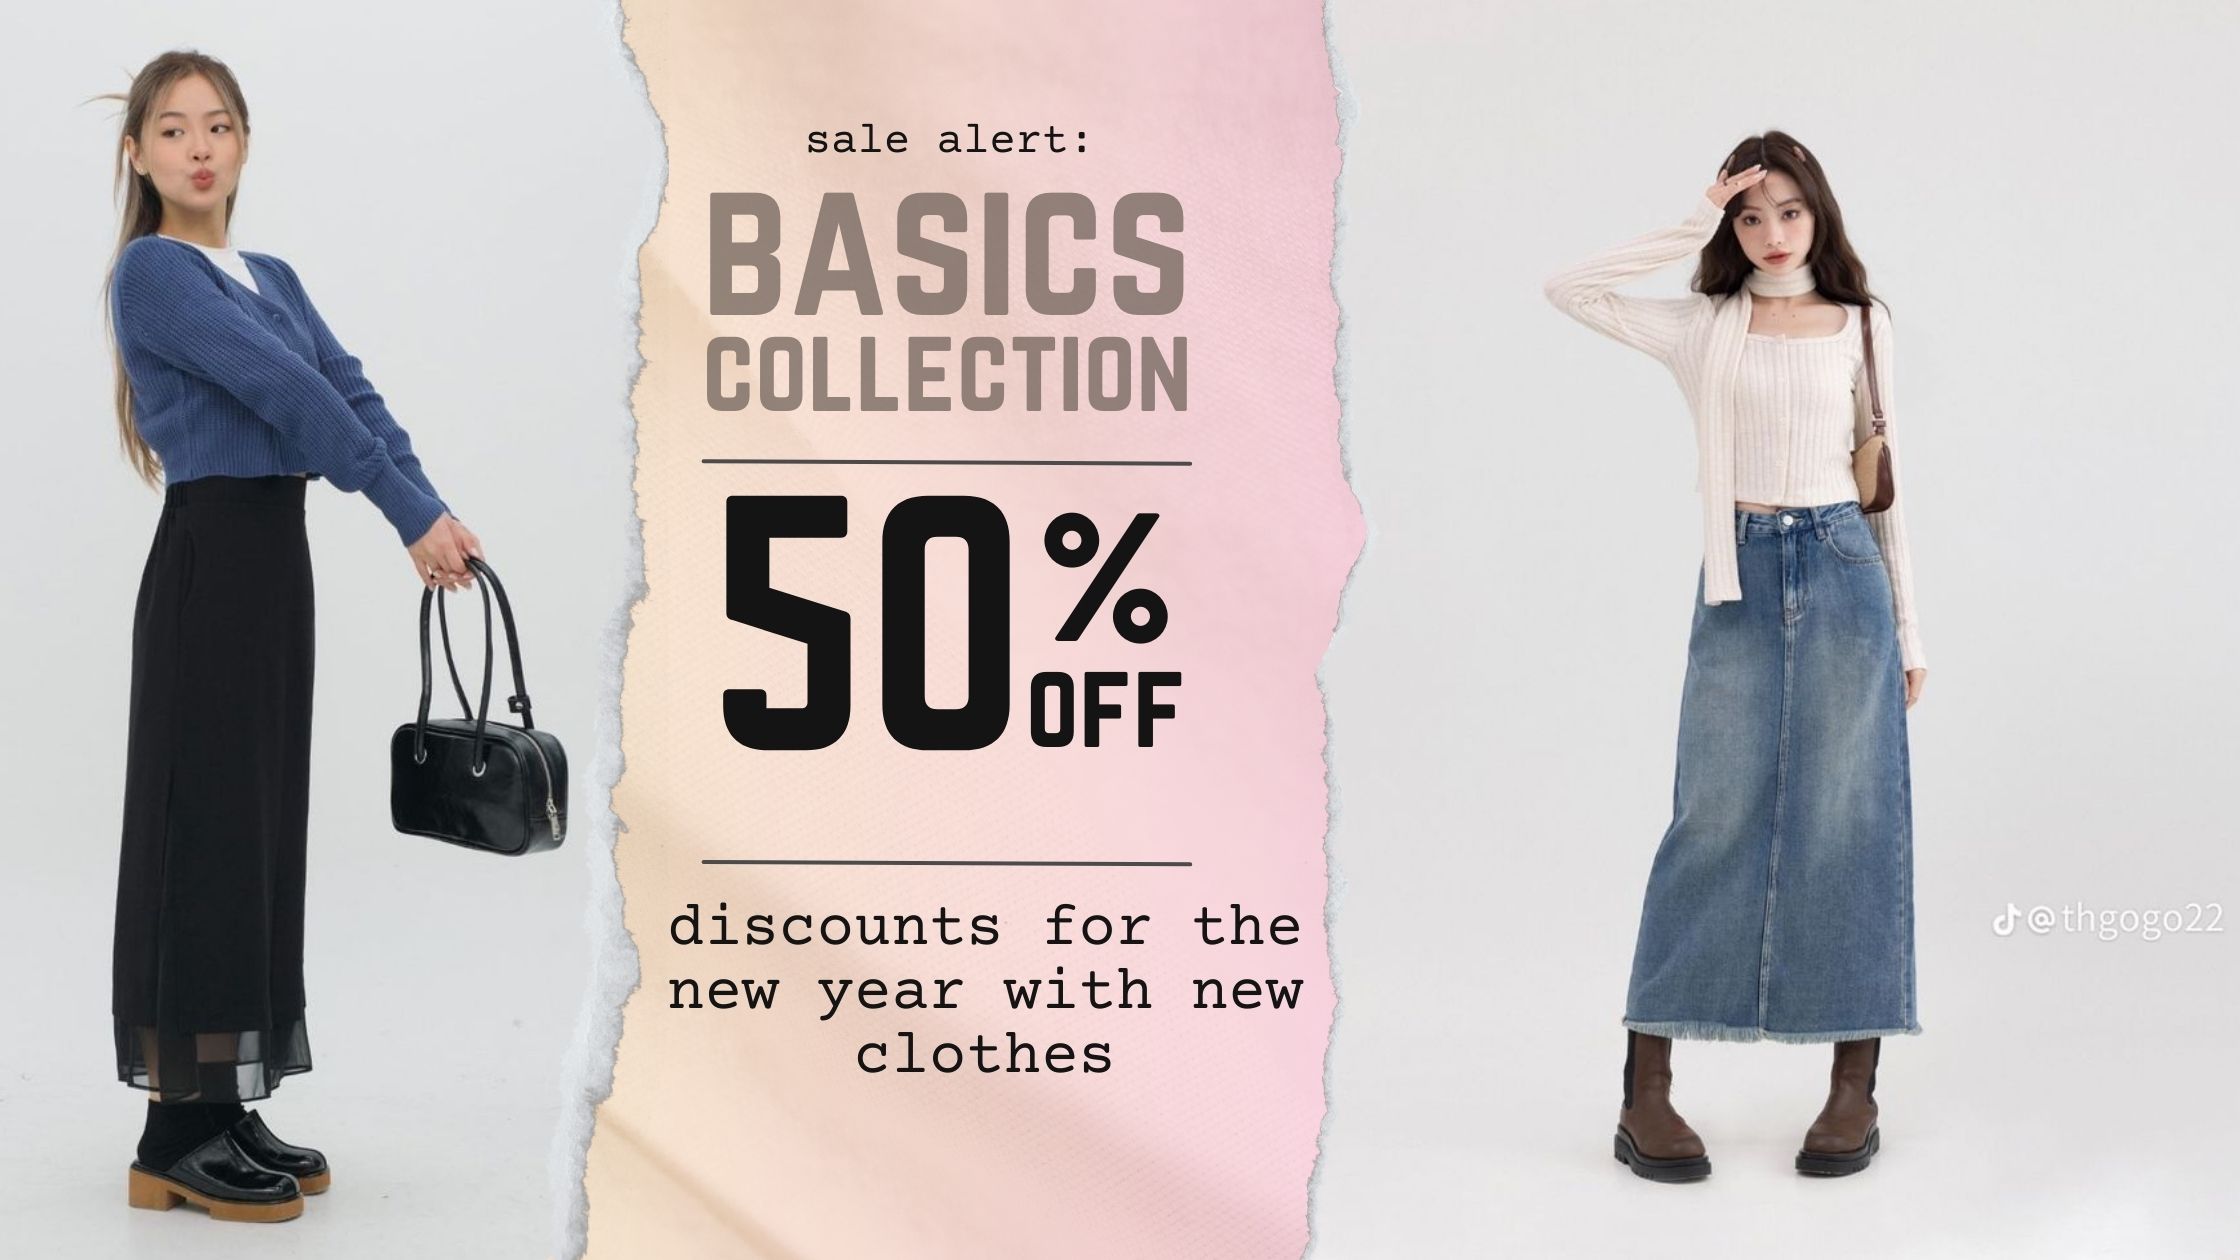 sale alert:
BASICS
COLLECTION
50%
OFF
discounts for the
new year with new
clothes
@thgogo22